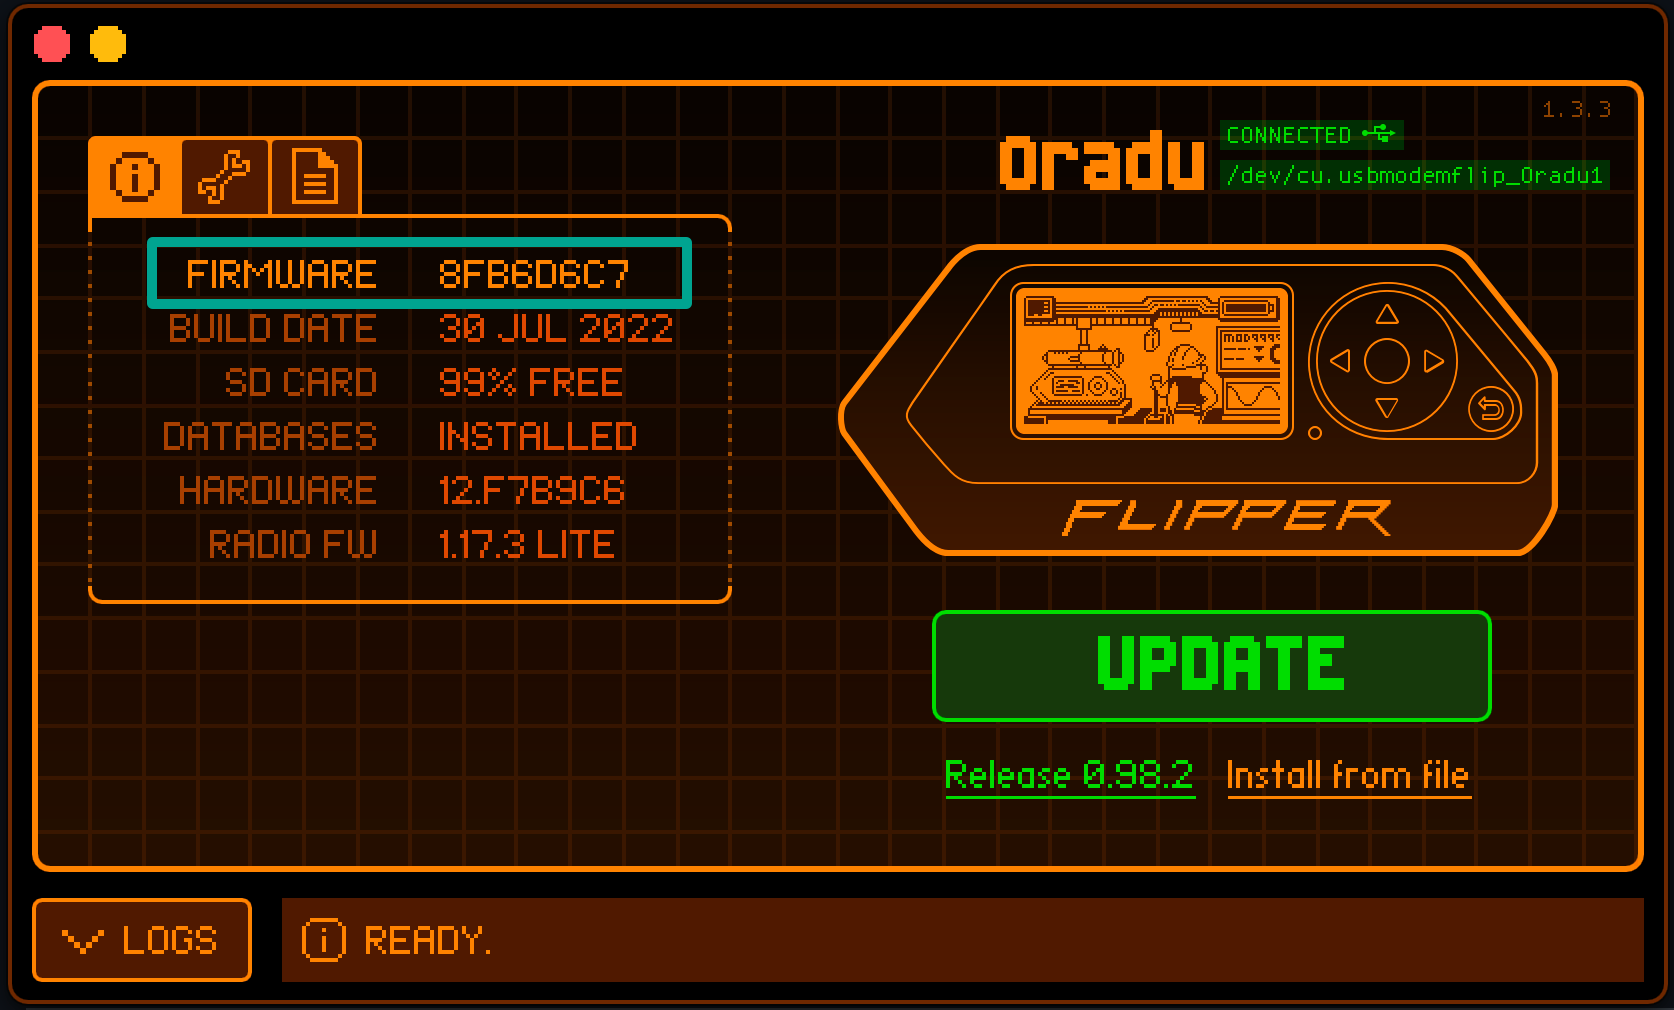 1.3.3
Oradu
CONNECTED
/dev/cu.usbmodemflip_Oradu1
FIRMWARE 8FB6D6C7
BUILD DATE 30 JUL 2022
SD CARD 99% FREE
DATABASES INSTALLED
HARDWARE 12.F7B9C6
RADIO FW 1.17.3 LITE
FLIPPER
UPDATE
Release 0.98.2 Install from file
LOGS
READY.